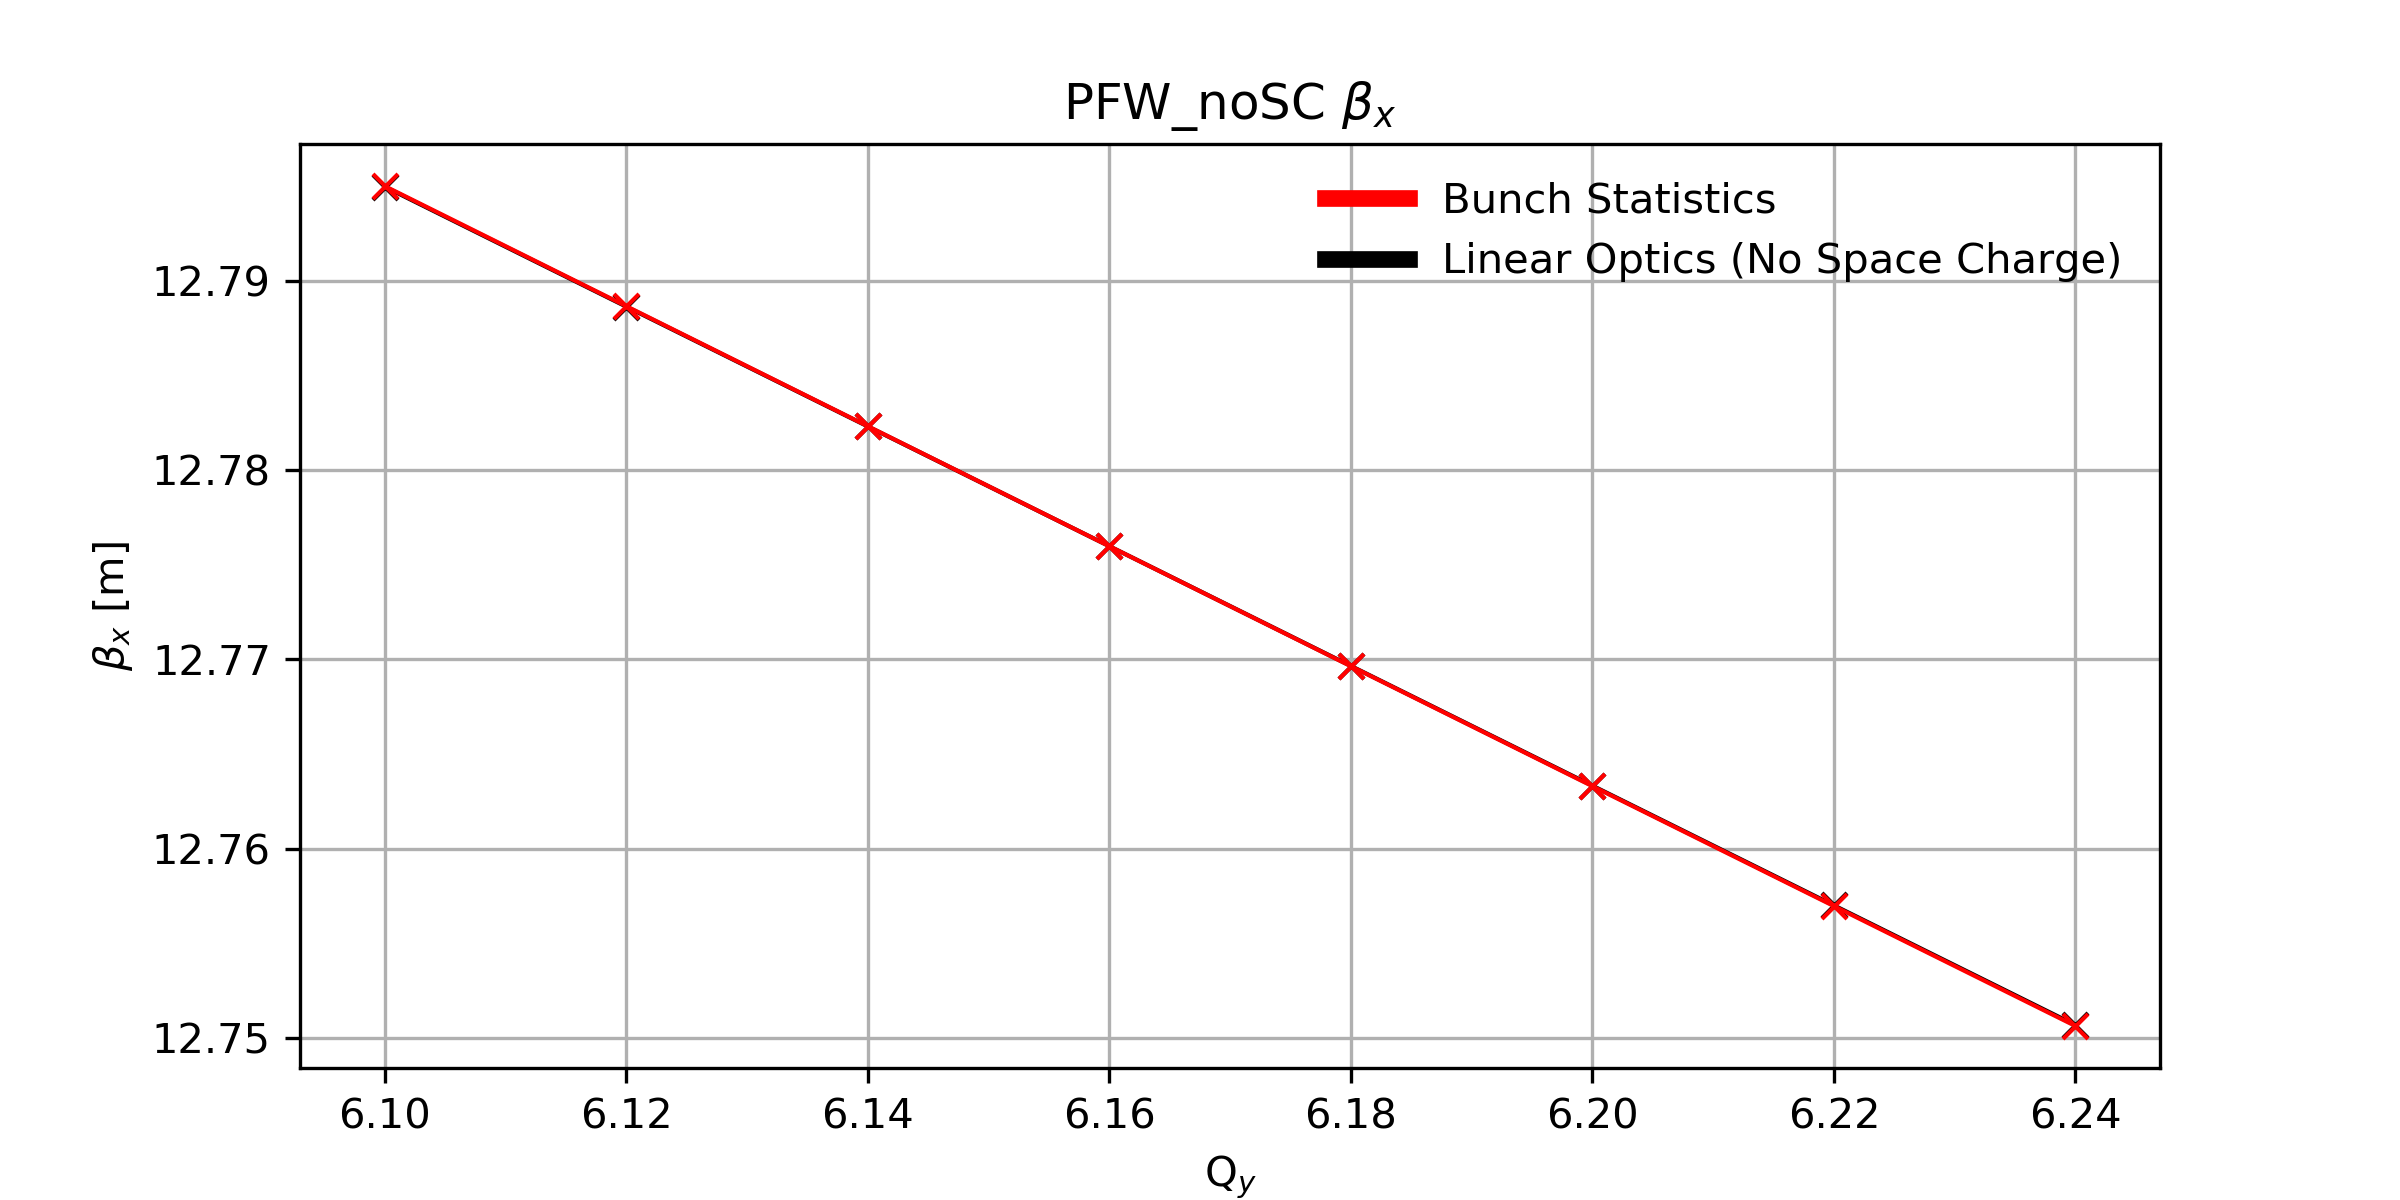 PFW_noSC βx
Bunch Statistics
Linear Optics (No Space Charge)
βx [m]
12.79
12.78
12.77
12.76
12.75
6.10 6.12 6.14 6.16 6.18 6.20 6.22 6.24
Qy